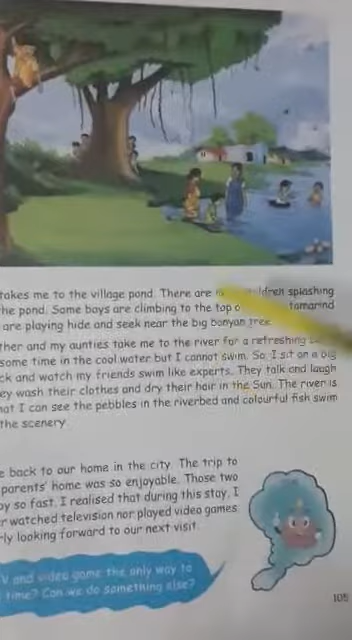 takes me to the village pond. There are children splashing
he pond. Some boys are climbing to the top o tamarind
are playing hide and seek near the big banyan tree
ther and my aunties take me to the river for a refreshing
some time in the cool water but I cannot swim. So, I sit on a big
ck and watch my friends swim like experts. They talk and laugh
ey wash their clothes and dry their hair in the Sun. The river is
hat I can see the pebbles in the riverbed and colourful fish swim
the scenery.
e back to our home in the city. The trip to
parents' home was so enjoyable. Those two
ay so fast. I realised that during this stay, I
r watched television nor played video games
rly looking forward to our next visit.
V and video game the only way to
time? Can we do something else?
105